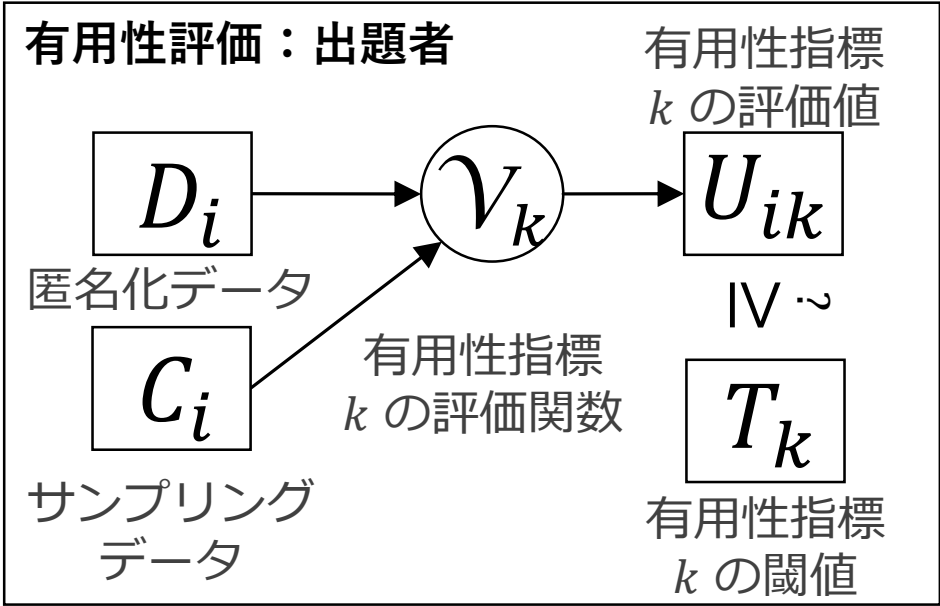 有用性評価：出題者
有用性指標
k の評価値
D_i
𝒱_k
U_{ik}
匿名化データ
≧ ?
C_i
有用性指標
k の評価関数
T_k
サンプリング
データ
有用性指標
k の閾値